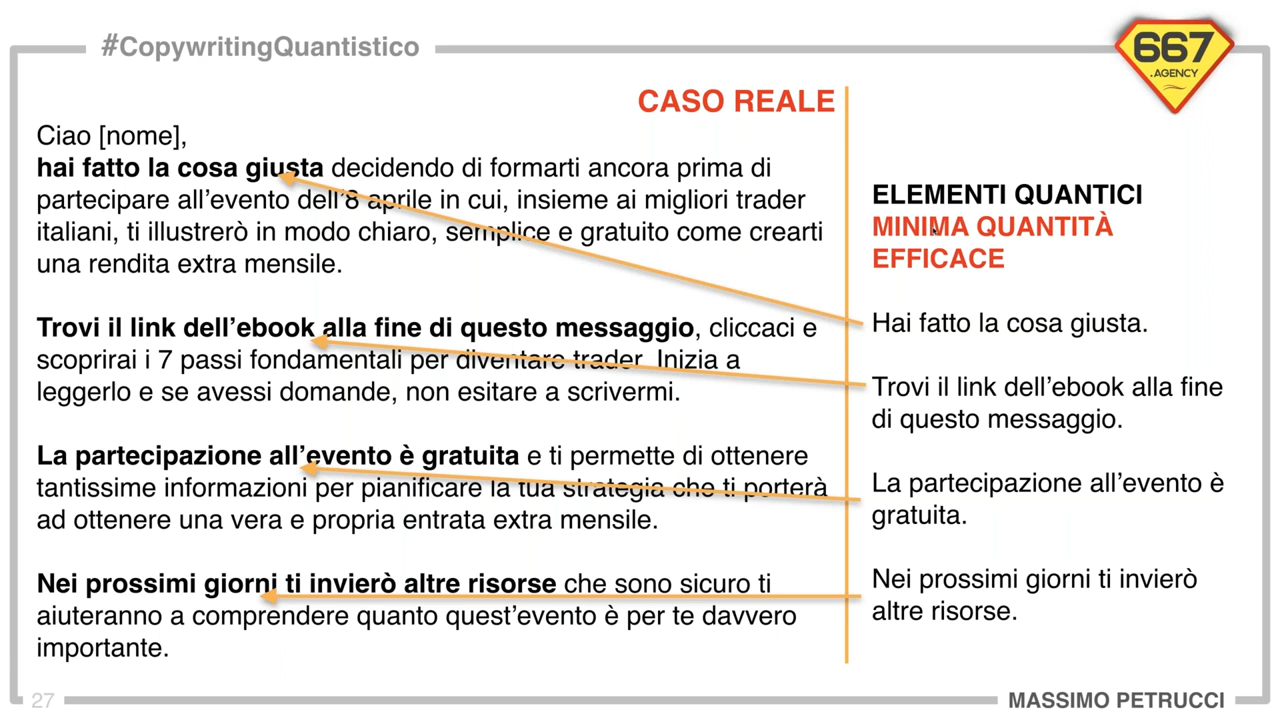 #CopywritingQuantistico
667
.AGENCY
CASO REALE
Ciao [nome],
hai fatto la cosa giusta decidendo di formarti ancora prima di
partecipare all'evento dell'8 aprile in cui, insieme ai migliori trader
italiani, ti illustrerò in modo chiaro, semplice e gratuito come crearti
una rendita extra mensile.
Trovi il link dell'ebook alla fine di questo messaggio, cliccaci e
scoprirai i 7 passi fondamentali per diventare trader. Inizia a
leggerlo e se avessi domande, non esitare a scrivermi.
La partecipazione all'evento è gratuita e ti permette di ottenere
tantissime informazioni per pianificare la tua strategia che ti porterà
ad ottenere una vera e propria entrata extra mensile.
Nei prossimi giorni ti invierò altre risorse che sono sicuro ti
aiuteranno a comprendere quanto quest'evento è per te davvero
importante.
ELEMENTI QUANTICI
MINIMA QUANTITÀ
EFFICACE
Hai fatto la cosa giusta.
Trovi il link dell'ebook alla fine
di questo messaggio.
La partecipazione all'evento è
gratuita.
Nei prossimi giorni ti invierò
altre risorse.
27
MASSIMO PETRUCCI